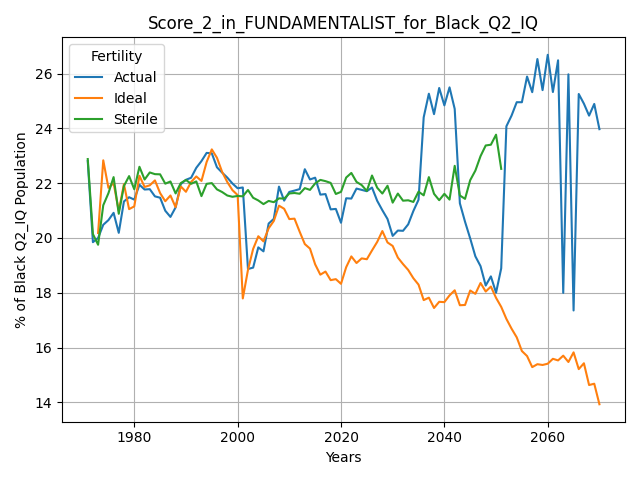 Score_2_in_FUNDAMENTALIST_for_Black_Q2_IQ
Fertility
Actual
Ideal
Sterile
% of Black Q2_IQ Population
26
24
22
20
18
16
14
1980
2000
2020
2040
2060
Years